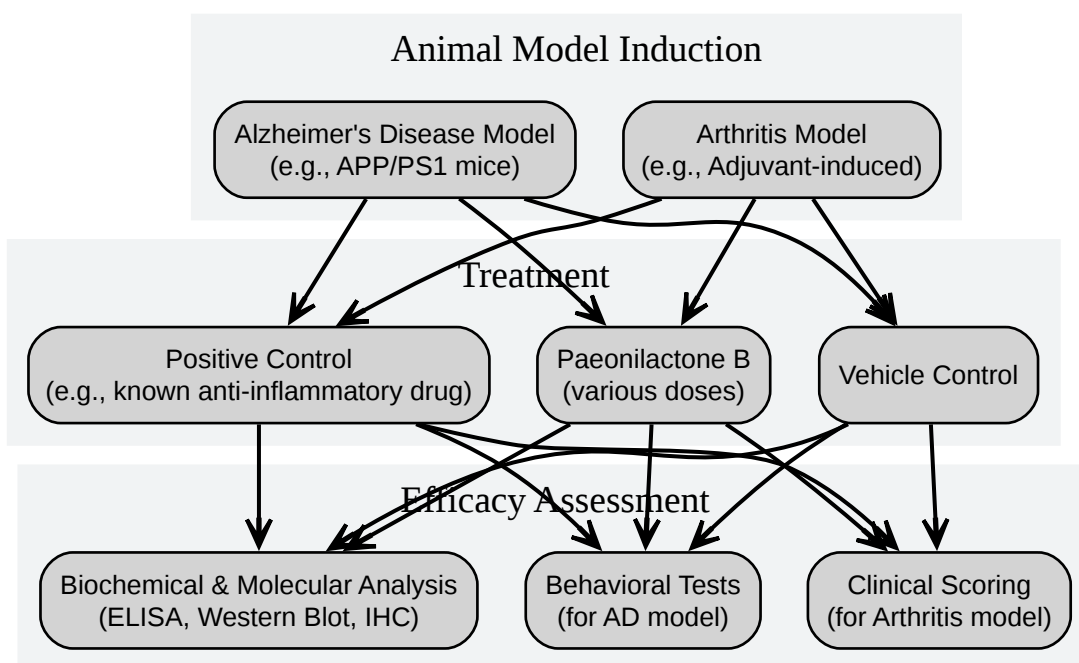 Animal Model Induction
Alzheimer's Disease Model
(e.g., APP/PS1 mice)
Arthritis Model
(e.g., Adjuvant-induced)
Treatment
Positive Control
(e.g., known anti-inflammatory drug)
Paeonilactone B
(various doses)
Vehicle Control
Efficacy Assessment
Biochemical & Molecular Analysis
(ELISA, Western Blot, IHC)
Behavioral Tests
(for AD model)
Clinical Scoring
(for Arthritis model)